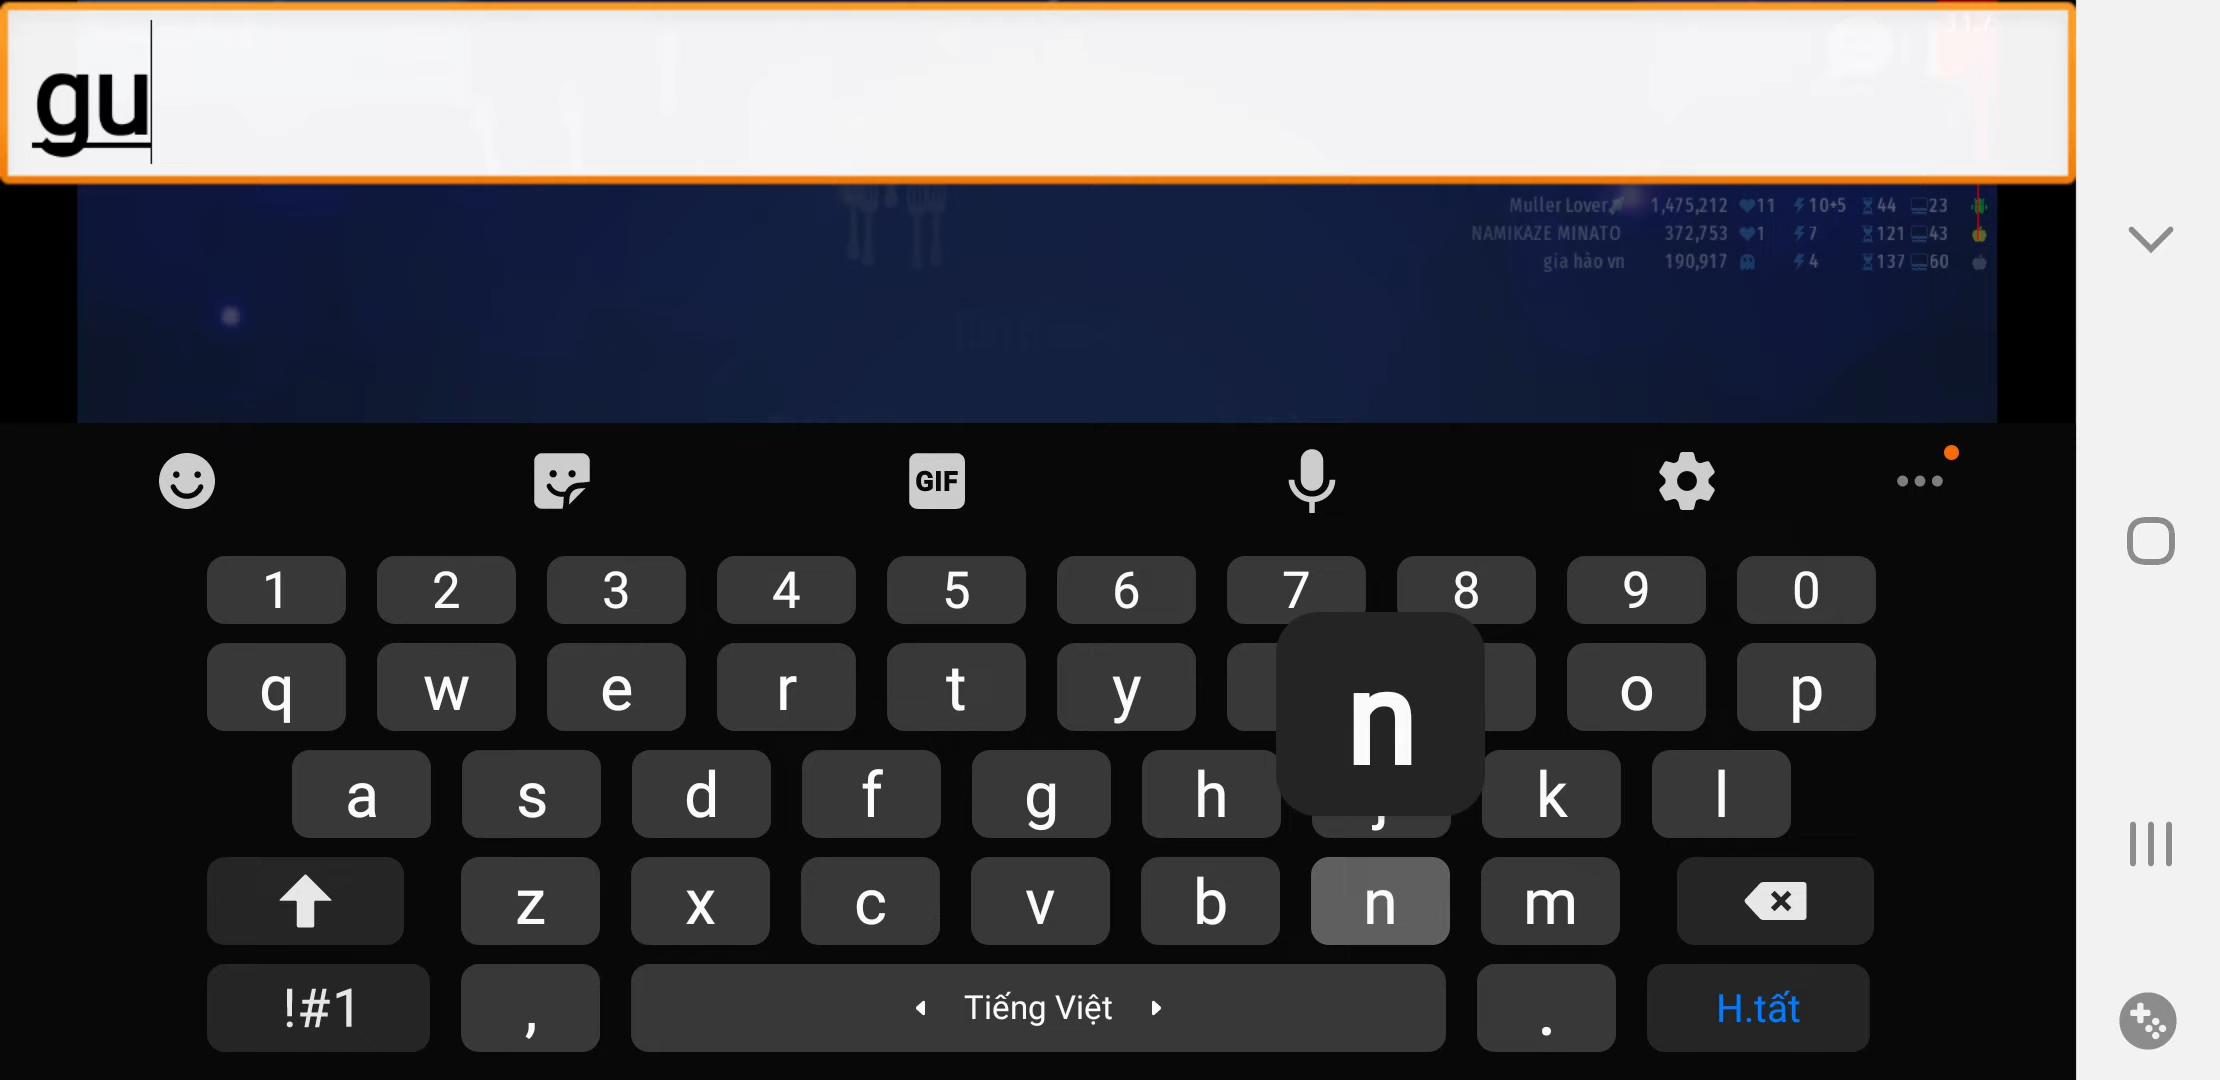 gu
Muller Lover 1,475,212 11 10+5 44 23
NAMIKAZE MINATO 372,753 1 7 121 43
gia hào vn 190,917 4 137 60
GIF
1 2 3 4 5 6 7 8 9 0
q w e r t y o p
n
a s d f g h j k l
z x c v b n m
!#1 , Tiếng Việt . H.tất